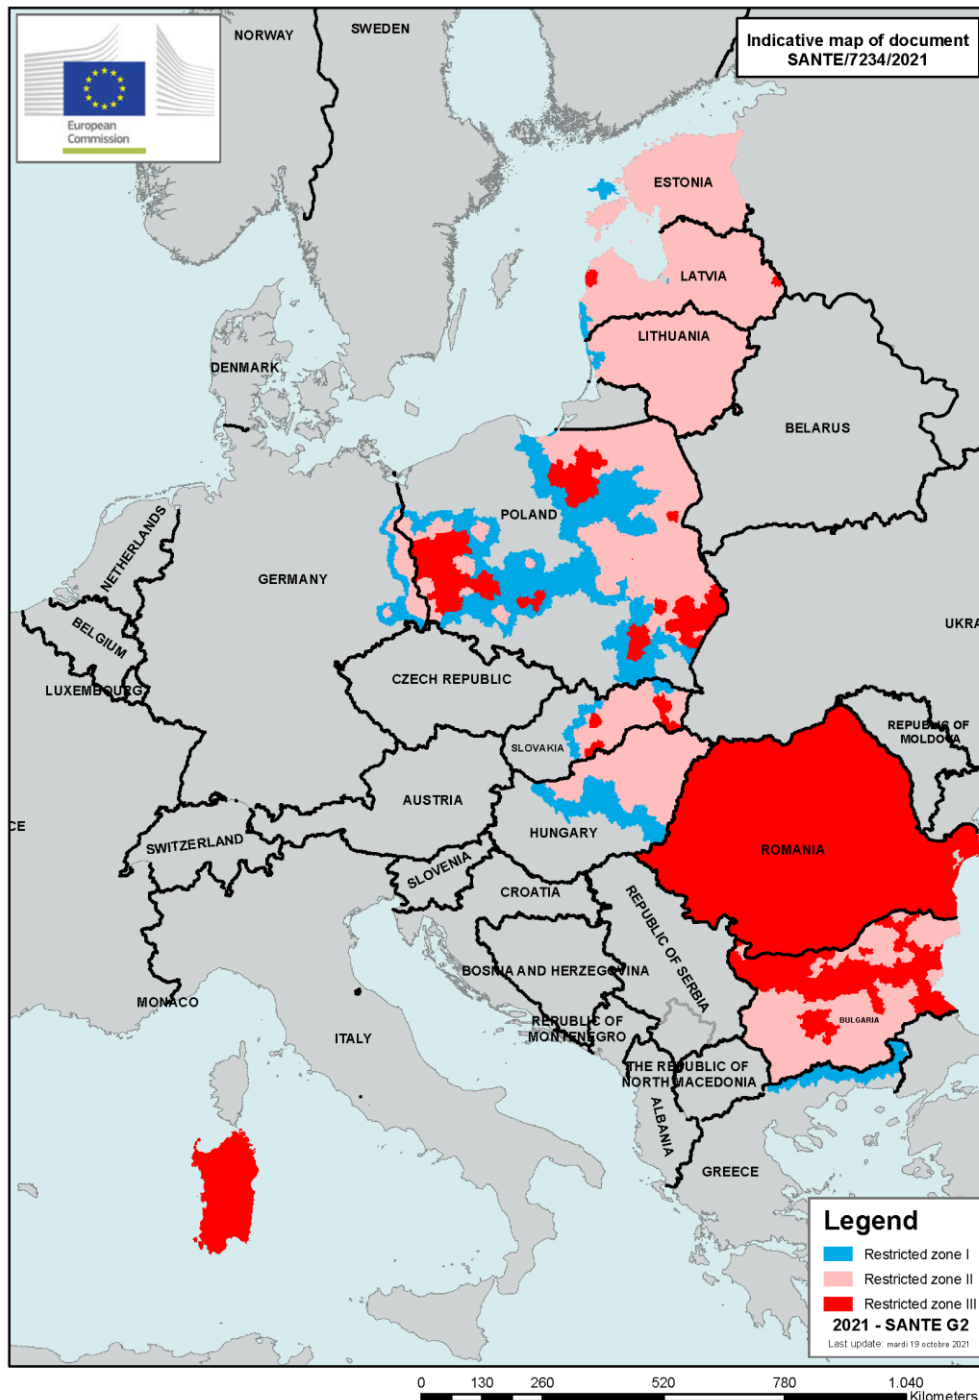 NORWAY
SWEDEN
Indicative map of document
SANTE/7234/2021
European
Commission
ESTONIA
LATVIA
LITHUANIA
DENMARK
BELARUS
POLAND
NETHERLANDS
GERMANY
BELGIUM
UKRA
LUXEMBOURG
CZECH REPUBLIC
SLOVAKIA
REPUBLIC OF
MOLDOVA
AUSTRIA
CE
SWITZERLAND
HUNGARY
ROMANIA
SLOVENIA
CROATIA
REPUBLIC OF SERBIA
BOSNIA AND HERZEGOVINA
MONACO
ITALY
REPUBLIC OF
MONTENEGRO
BULGARIA
THE REPUBLIC OF
NORTH MACEDONIA
ALBANIA
GREECE
Legend
Restricted zone I
Restricted zone II
Restricted zone III
2021 - SANTE G2
Last update: mardi 19 octobre 2021
0 130 260 520 780 1.040
Kilometers